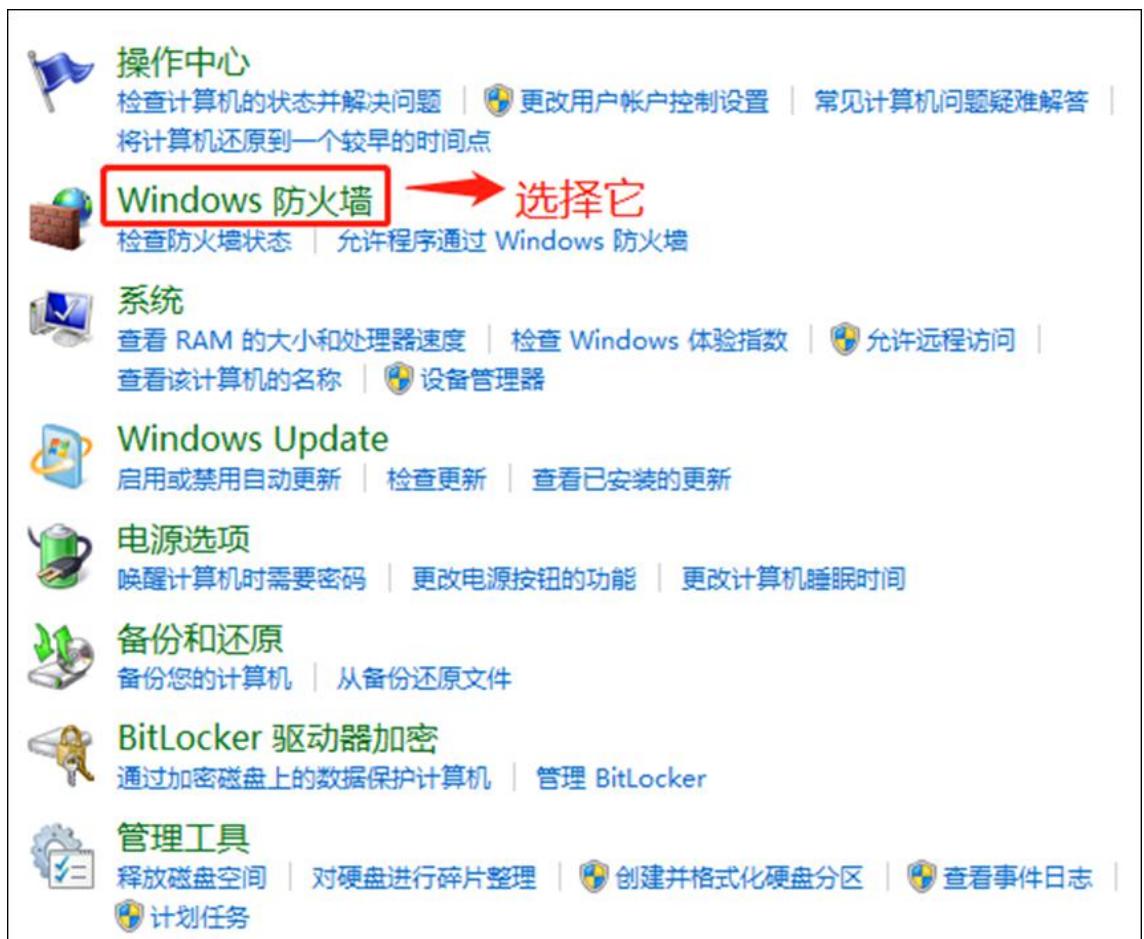 操作中心
检查计算机的状态并解决问题 更改用户帐户控制设置 常见计算机问题疑难解答
将计算机还原到一个较早的时间点
Windows 防火墙 选择它
检查防火墙状态 允许程序通过 Windows 防火墙
系统
查看 RAM 的大小和处理器速度 检查 Windows 体验指数 允许远程访问
查看该计算机的名称 设备管理器
Windows Update
启用或禁用自动更新 检查更新 查看已安装的更新
电源选项
唤醒计算机时需要密码 更改电源按钮的功能 更改计算机睡眠时间
备份和还原
备份您的计算机 从备份还原文件
BitLocker 驱动器加密
通过加密磁盘上的数据保护计算机 管理 BitLocker
管理工具
释放磁盘空间 对硬盘进行碎片整理 创建并格式化硬盘分区 查看事件日志
计划任务